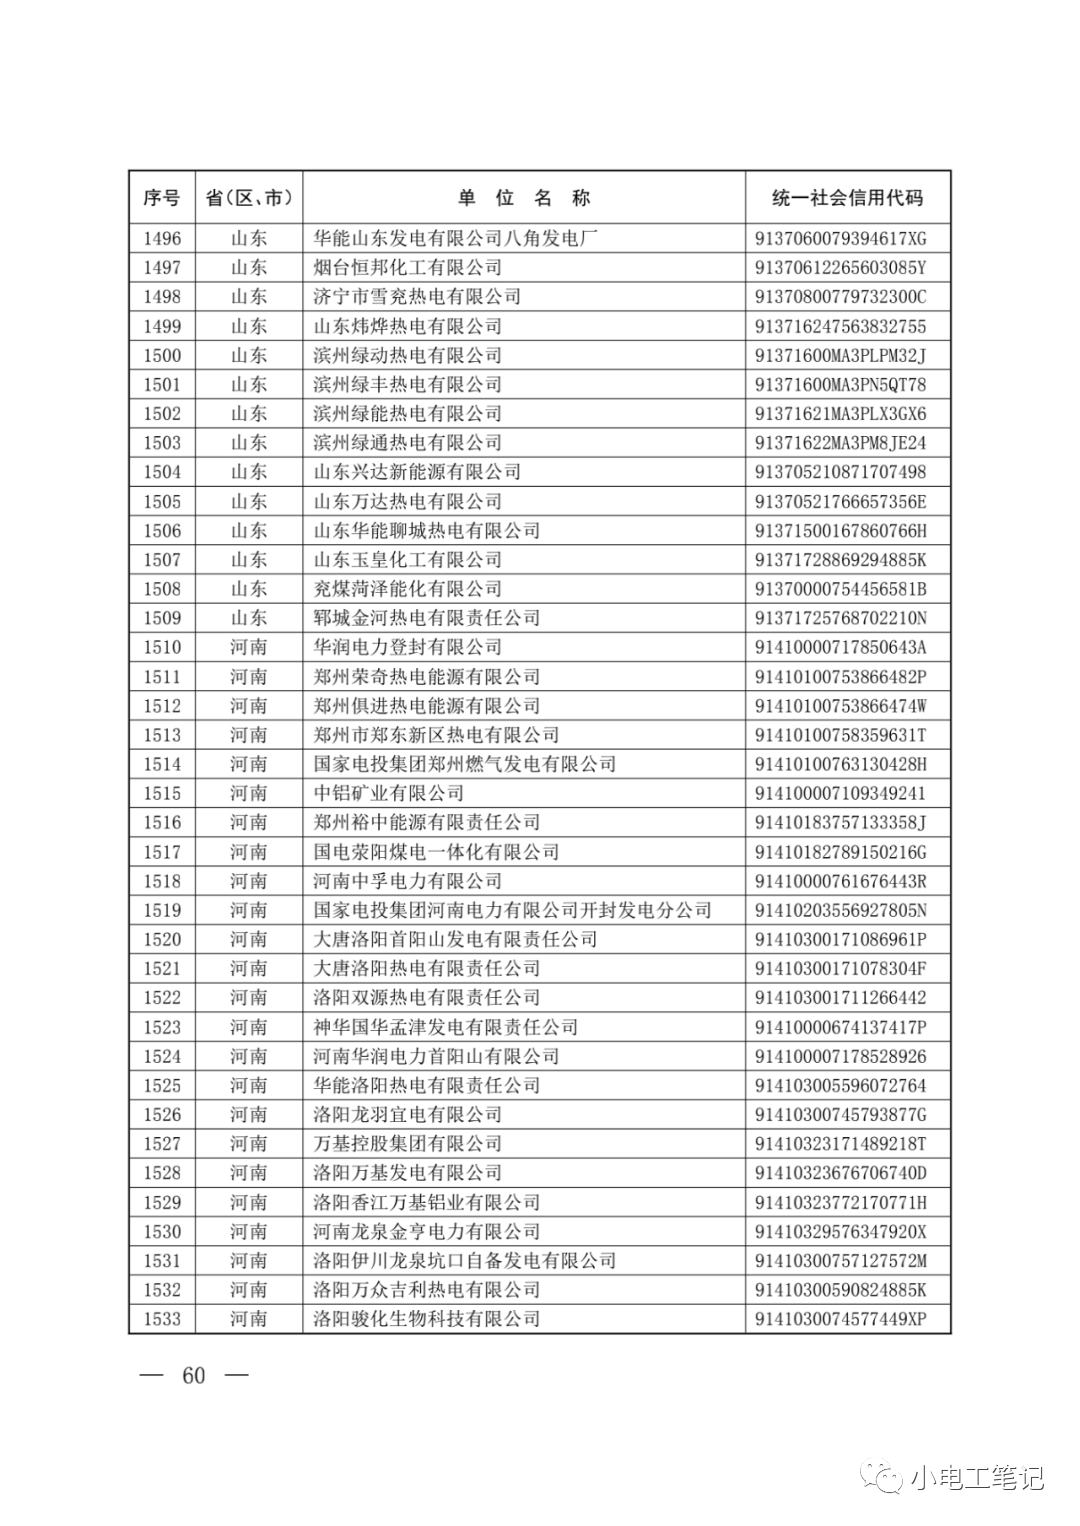 序号 省(区、市) 单位名称 统一社会信用代码
1496 山东 华能山东发电有限公司八角发电厂 9137060079394617XG
1497 山东 烟台恒邦化工有限公司 91370612265603085Y
1498 山东 济宁市雪兖热电有限公司 91370800779732300C
1499 山东 山东炜烨热电有限公司 913716247563832755
1500 山东 滨州绿动热电有限公司 91371600MA3PLPM32J
1501 山东 滨州绿丰热电有限公司 91371600MA3PN5QT78
1502 山东 滨州绿能热电有限公司 91371621MA3PLX3GX6
1503 山东 滨州绿通热电有限公司 91371622MA3PM8JE24
1504 山东 山东兴达新能源有限公司 913705210871707498
1505 山东 山东万达热电有限公司 91370521766657356E
1506 山东 山东华能聊城热电有限公司 91371500167860766H
1507 山东 山东玉皇化工有限公司 91371728869294885K
1508 山东 兖煤菏泽能化有限公司 91370000754456581B
1509 山东 郓城金河热电有限责任公司 91371725768702210N
1510 河南 华润电力登封有限公司 91410000717850643A
1511 河南 郑州荣奇热电能源有限公司 91410100753866482P
1512 河南 郑州俱进热电能源有限公司 91410100753866474W
1513 河南 郑州市郑东新区热电有限公司 91410100758359631T
1514 河南 国家电投集团郑州燃气发电有限公司 91410100763130428H
1515 河南 中铝矿业有限公司 914100007109349241
1516 河南 郑州裕中能源有限责任公司 91410183757133358J
1517 河南 国电荥阳煤电一体化有限公司 91410182789150216G
1518 河南 河南中孚电力有限公司 91410000761676443R
1519 河南 国家电投集团河南电力有限公司开封发电分公司 91410203556927805N
1520 河南 大唐洛阳首阳山发电有限责任公司 91410300171086961P
1521 河南 大唐洛阳热电有限责任公司 91410300171078304F
1522 河南 洛阳双源热电有限责任公司 914103001711266442
1523 河南 神华国华孟津发电有限责任公司 91410000674137417P
1524 河南 河南华润电力首阳山有限公司 914100007178528926
1525 河南 华能洛阳热电有限责任公司 914103005596072764
1526 河南 洛阳龙羽宜电有限公司 91410300745793877G
1527 河南 万基控股集团有限公司 91410323171489218T
1528 河南 洛阳万基发电有限公司 91410323676706740D
1529 河南 洛阳香江万基铝业有限公司 91410323772170771H
1530 河南 河南龙泉金亨电力有限公司 91410329576347920X
1531 河南 洛阳伊川龙泉坑口自备发电有限公司 91410300757127572M
1532 河南 洛阳万众吉利热电有限公司 91410300590824885K
1533 河南 洛阳骏化生物科技有限公司 9141030074577449XP
— 60 —
小电工笔记